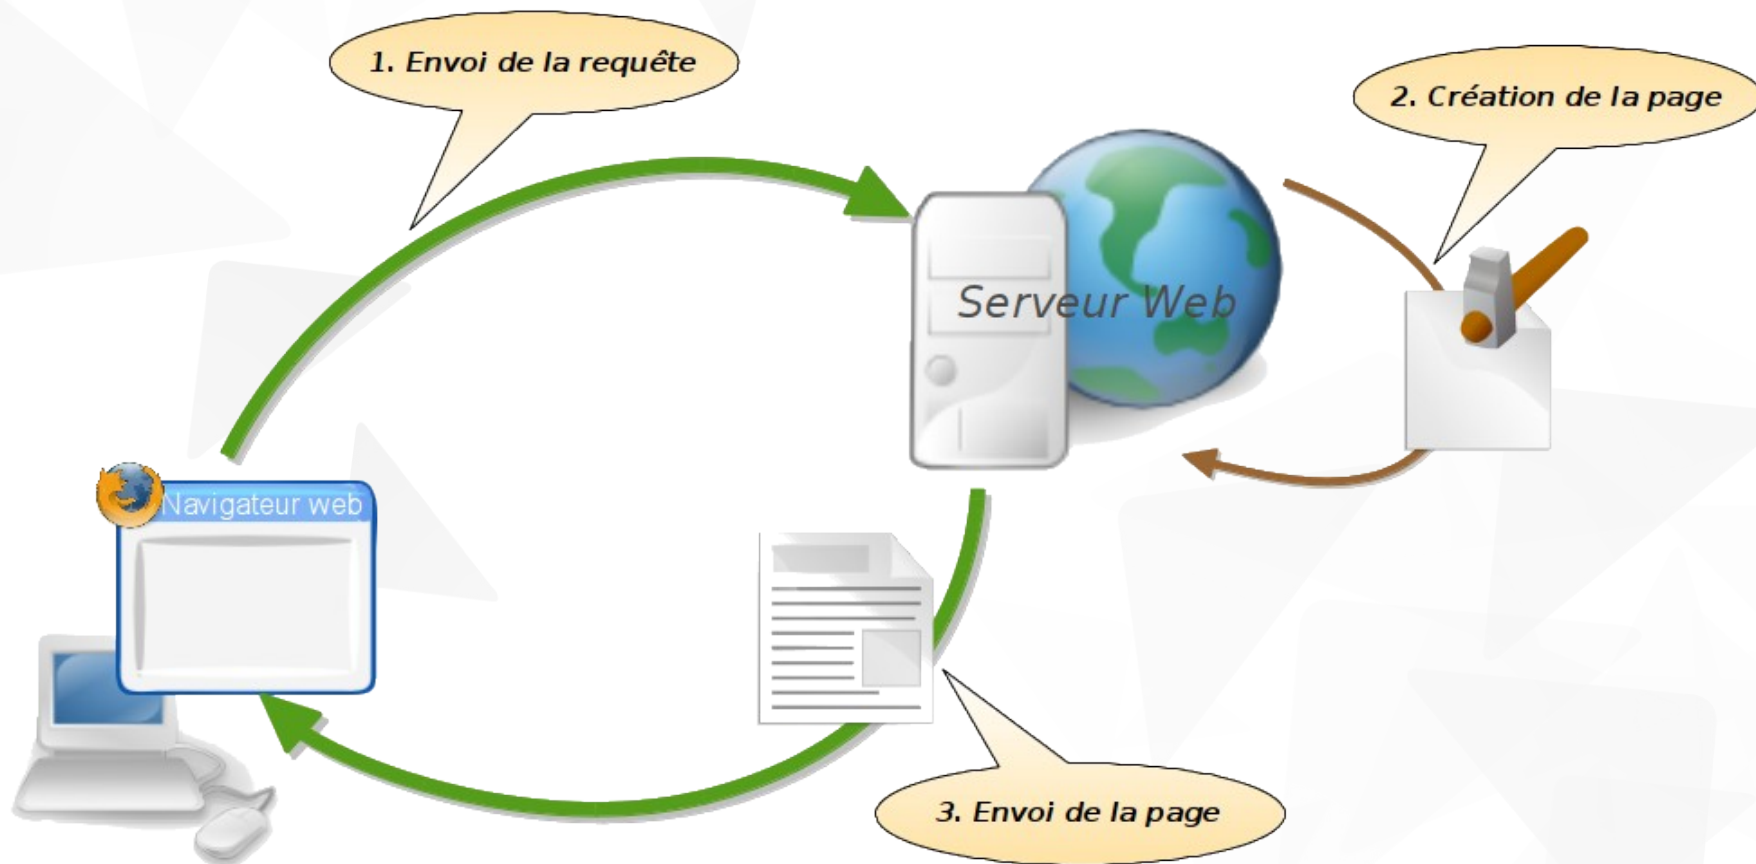 1. Envoi de la requête
2. Création de la page
Serveur Web
Navigateur web
3. Envoi de la page